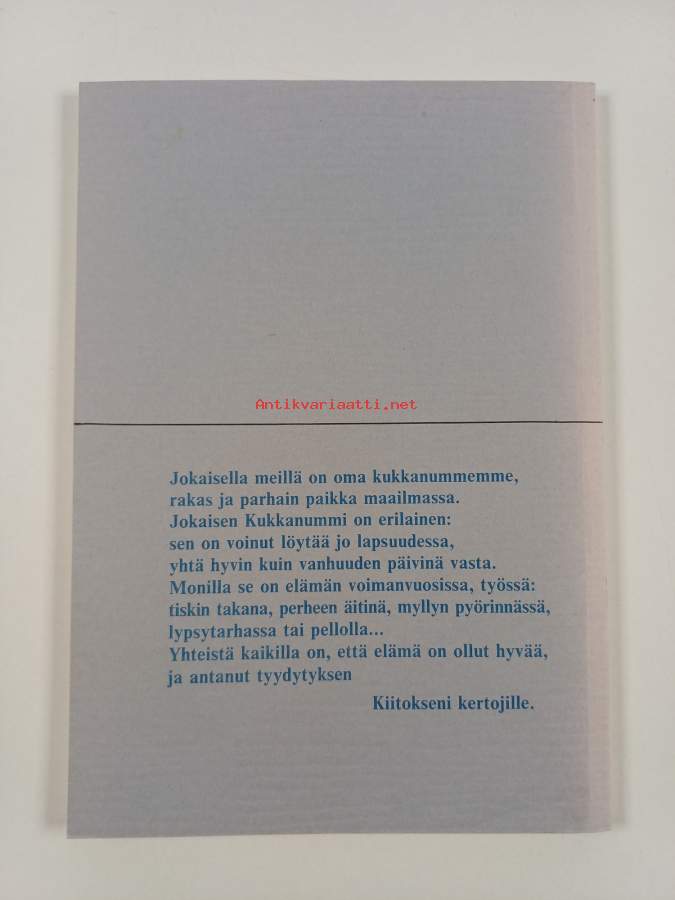 Antikvariaatti.net
Jokaisella meillä on oma kukkanummemme,
rakas ja parhain paikka maailmassa.
Jokaisen Kukkanummi on erilainen:
sen on voinut löytää jo lapsuudessa,
yhtä hyvin kuin vanhuuden päivinä vasta.
Monilla se on elämän voimanvuosissa, työssä:
tiskin takana, perheen äitinä, myllyn pyörinnässä,
lypsytarhassa tai pellolla...
Yhteistä kaikilla on, että elämä on ollut hyvää,
ja antanut tyydytyksen
Kiitokseni kertojille.